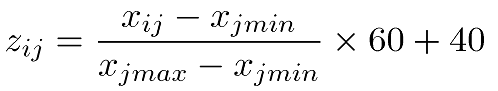 z_{ij} = \frac{x_{ij} - x_{jmin}}{x_{jmax} - x_{jmin}} \times 60 + 40